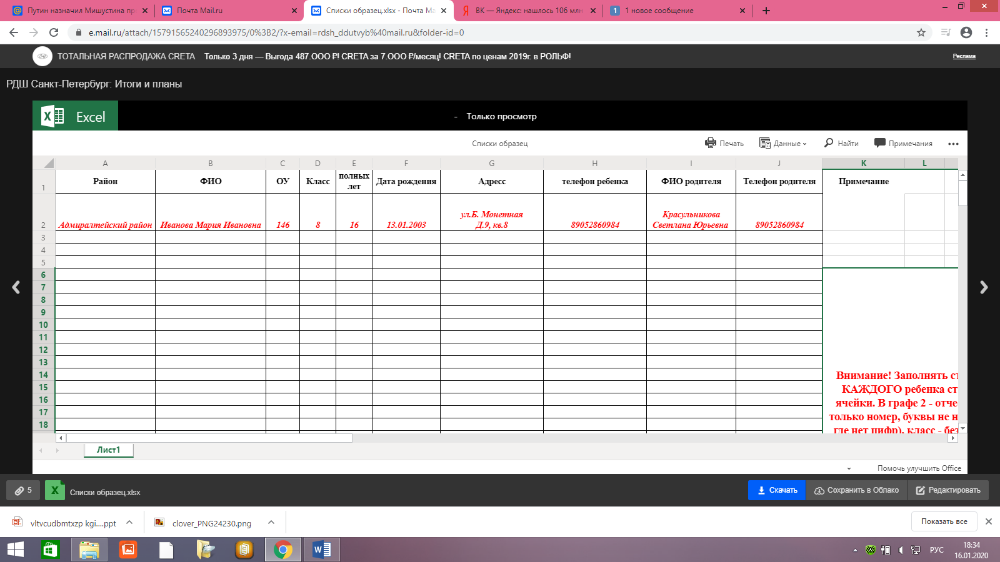 Путин назначил Мишустина пр
Почта Mail.ru
Списки образец.xlsx - Почта Ма
ВК — Яндекс: нашлось 106 млн
1 новое сообщение
e.mail.ru/attach/15791565240296893975/0%3B2/?x-email=rdsh_ddutvyb%40mail.ru&folder-id=0
ТОТАЛЬНАЯ РАСПРОДАЖА CRETA Только 3 дня — Выгода 487.OOO ₽! CRETA за 7.OOO ₽/месяц! CRETA по ценам 2019г. в РОЛЬФ!
Реклама
РДШ Санкт-Петербург: Итоги и планы
Excel
- Только просмотр
Списки образец
Печать Данные Найти Примечания
A B C D E F G H I J K L
1 Район ФИО ОУ Класс полных лет Дата рождения Адресс телефон ребенка ФИО родителя Телефон родителя Примечание
2 Адмиралтейский район Иванова Мария Ивановна 146 8 16 13.01.2003 ул.Б. Монетная Д.9, кв.8 89052860984 Красульникова Светлана Юрьевна 89052860984
3
4
5
6
7
8
9
10
11
12
13
14
15
16
17
18
Внимание! Заполнять ст
КАЖДОГО ребенка ст
ячейки. В графе 2 - отче
только номер, буквы не н
где нет цифр), класс - без
Лист1
Помочь улучшить Office
5
Списки образец.xlsx
Скачать
Сохранить в Облако
Редактировать
vltvcudbmtxzp kgi....ppt
clover_PNG24230.png
Показать все
РУС
18:34
16.01.2020